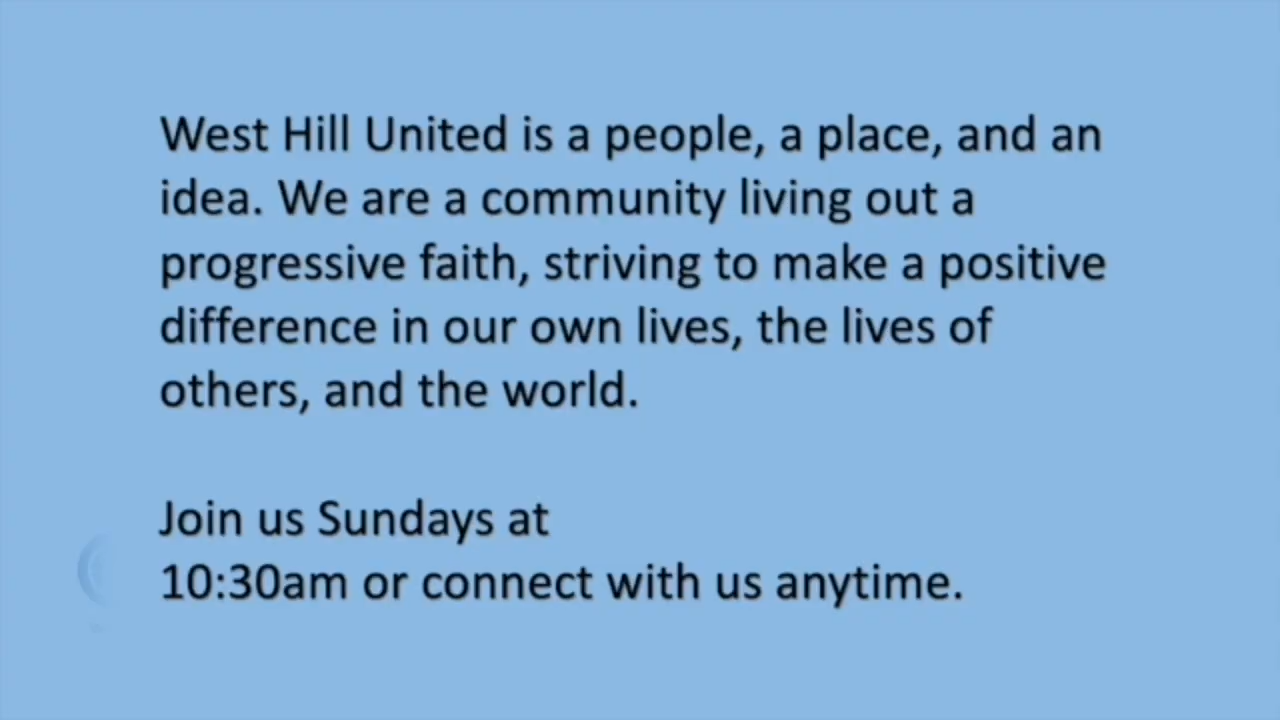 West Hill United is a people, a place, and an
idea. We are a community living out a
progressive faith, striving to make a positive
difference in our own lives, the lives of
others, and the world.
Join us Sundays at
10:30am or connect with us anytime.